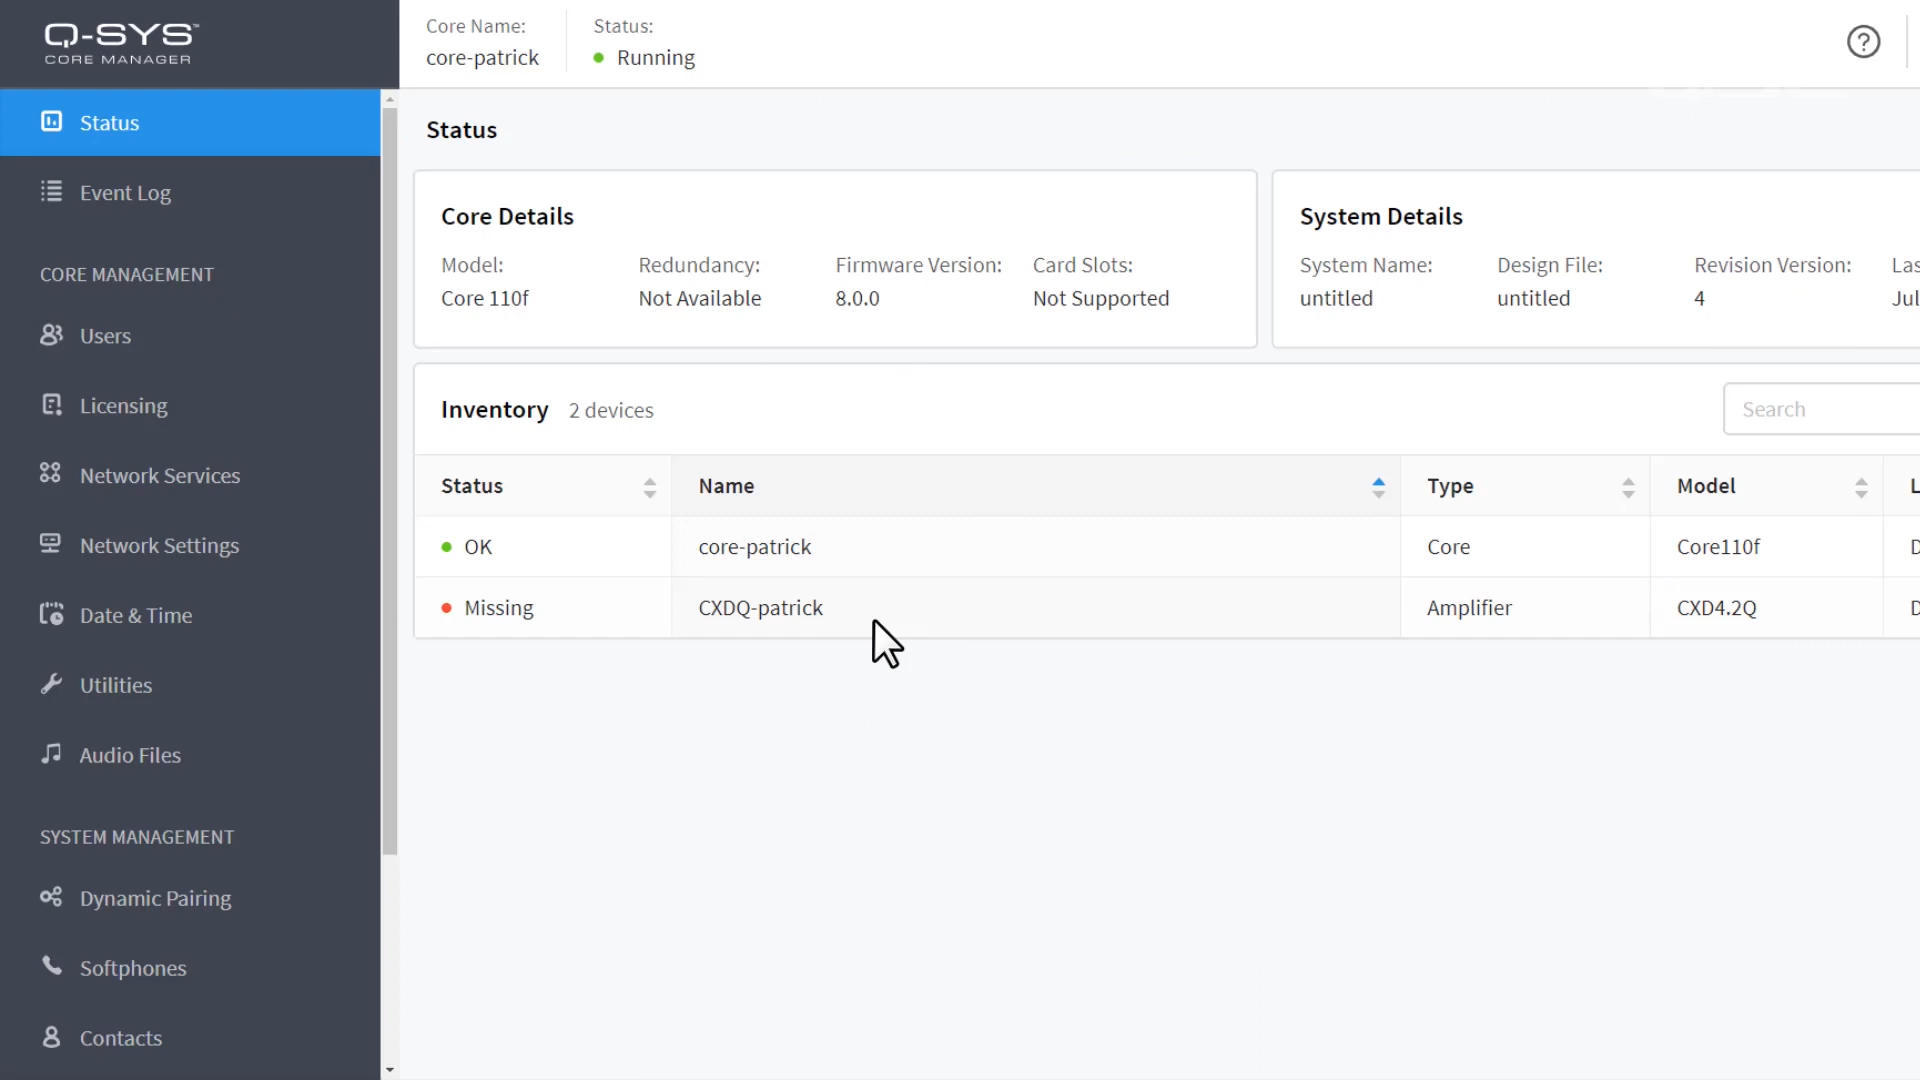 Q-SYS™
CORE MANAGER
Core Name:
core-patrick
Status:
Running
Status
Event Log
CORE MANAGEMENT
Users
Licensing
Network Services
Network Settings
Date & Time
Utilities
Audio Files
SYSTEM MANAGEMENT
Dynamic Pairing
Softphones
Contacts
Status
Core Details
Model: Redundancy: Firmware Version: Card Slots:
Core 110f Not Available 8.0.0 Not Supported
System Details
System Name: Design File: Revision Version: Las
untitled untitled 4 Jul
Inventory 2 devices
Search
Status Name Type Model L
OK core-patrick Core Core110f D
Missing CXDQ-patrick Amplifier CXD4.2Q D